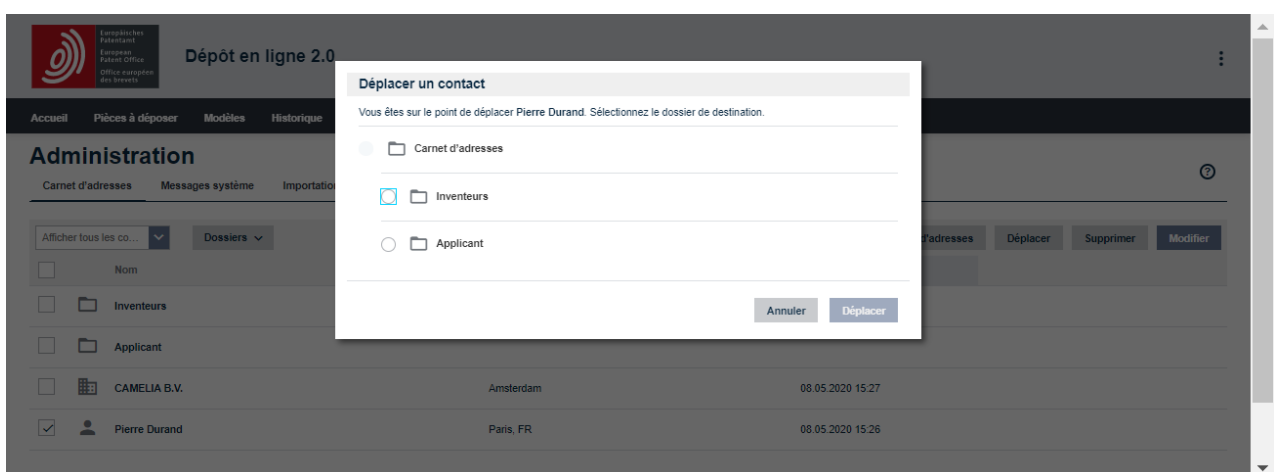 Europäisches
Patentamt
European
Patent Office
Office européen
des brevets
Dépôt en ligne 2.0
Accueil Pièces à déposer Modèles Historique
Administration
Carnet d'adresses Messages système Importatio
Afficher tous les co... Dossiers
d'adresses Déplacer Supprimer Modifier
Nom
Inventeurs
Applicant
CAMELIA B.V. Amsterdam 08.05.2020 15:27
Pierre Durand Paris, FR 08.05.2020 15:26
Déplacer un contact
Vous êtes sur le point de déplacer Pierre Durand. Sélectionnez le dossier de destination.
Carnet d'adresses
Inventeurs
Applicant
Annuler Déplacer